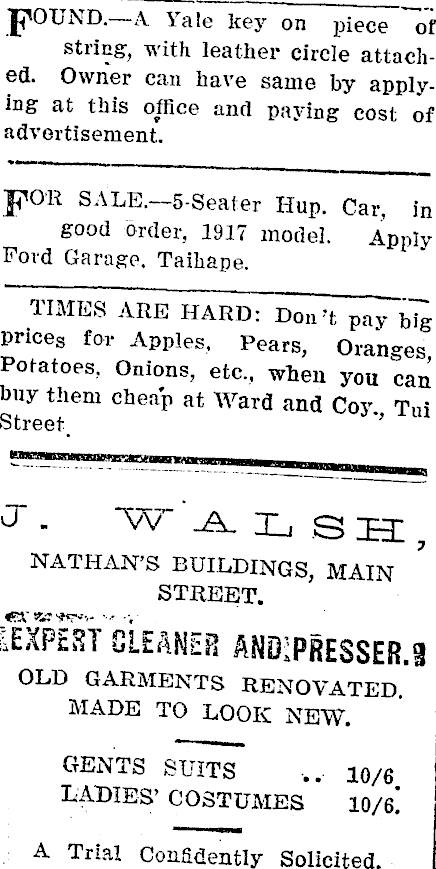 FOUND.—A Yale key on piece of
string, with leather circle attach-
ed. Owner can have same by apply-
ing at this office and paying cost of
advertisement.
FOR SALE.—5-Seater Hup. Car, in
good order, 1917 model. Apply
Ford Garage, Taihape.
TIMES ARE HARD: Don't pay big
prices for Apples, Pears, Oranges,
Potatoes, Onions, etc., when you can
buy them cheap at Ward and Coy., Tui
Street.
J. WALSH,
NATHAN'S BUILDINGS, MAIN
STREET.
EXPERT CLEANER AND PRESSER.
OLD GARMENTS RENOVATED.
MADE TO LOOK NEW.
GENTS SUITS .. 10/6.
LADIES' COSTUMES 10/6.
A Trial Confidently Solicited.